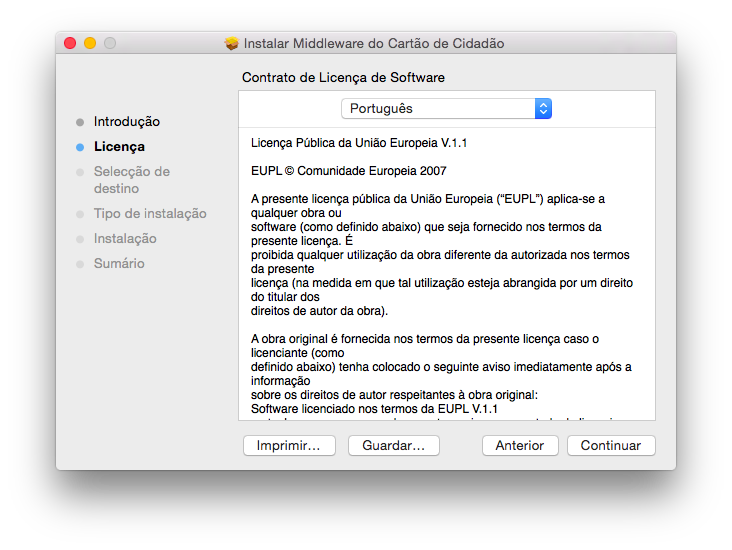 Instalar Middleware do Cartão de Cidadão
Contrato de Licença de Software
Introdução
Licença
Selecção de
destino
Tipo de instalação
Instalação
Sumário
Português
Licença Pública da União Europeia V.1.1
EUPL © Comunidade Europeia 2007
A presente licença pública da União Europeia (“EUPL”) aplica-se a
qualquer obra ou
software (como definido abaixo) que seja fornecido nos termos da
presente licença. É
proibida qualquer utilização da obra diferente da autorizada nos termos
da presente
licença (na medida em que tal utilização esteja abrangida por um direito
do titular dos
direitos de autor da obra).
A obra original é fornecida nos termos da presente licença caso o
licenciante (como
definido abaixo) tenha colocado o seguinte aviso imediatamente após a
informação
sobre os direitos de autor respeitantes à obra original:
Software licenciado nos termos da EUPL V.1.1
Imprimir...
Guardar...
Anterior
Continuar